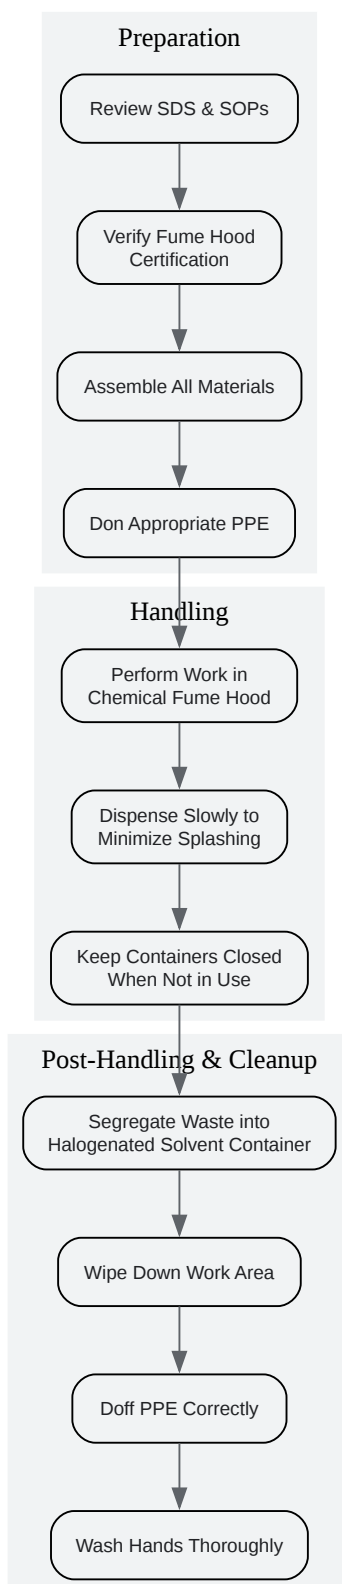 Preparation
Review SDS & SOPs
Verify Fume Hood
Certification
Assemble All Materials
Don Appropriate PPE
Handling
Perform Work in
Chemical Fume Hood
Dispense Slowly to
Minimize Splashing
Keep Containers Closed
When Not in Use
Post-Handling & Cleanup
Segregate Waste into
Halogenated Solvent Container
Wipe Down Work Area
Doff PPE Correctly
Wash Hands Thoroughly